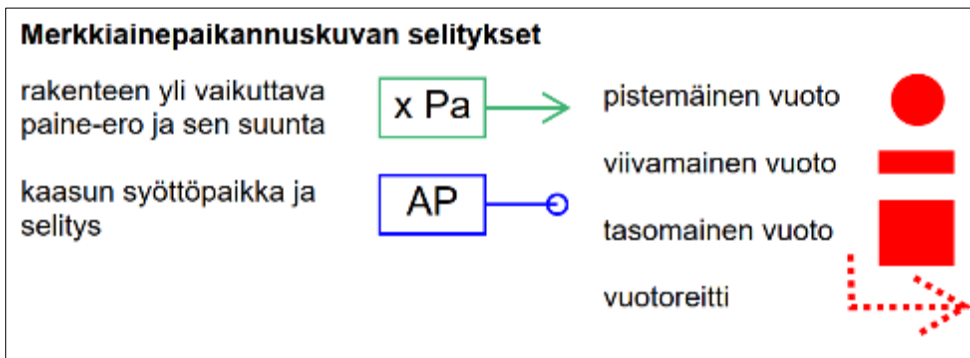 Merkkiainepaikannuskuvan selitykset
rakenteen yli vaikuttava
paine-ero ja sen suunta
x Pa
kaasun syöttöpaikka ja
selitys
AP
pistemäinen vuoto
viivamainen vuoto
tasomainen vuoto
vuotoreitti